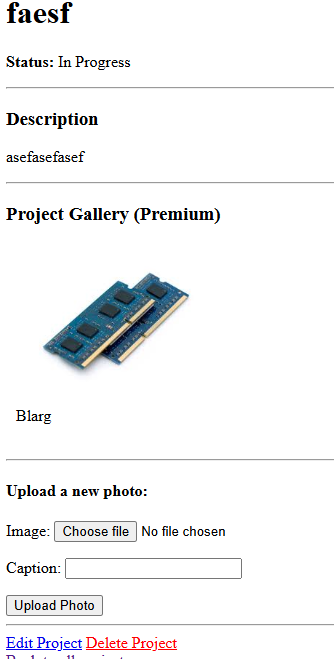 faesf
Status: In Progress
Description
asefasefasef
Project Gallery (Premium)
Blarg
Upload a new photo:
Image: Choose file No file chosen
Caption:
Upload Photo
Edit Project Delete Project